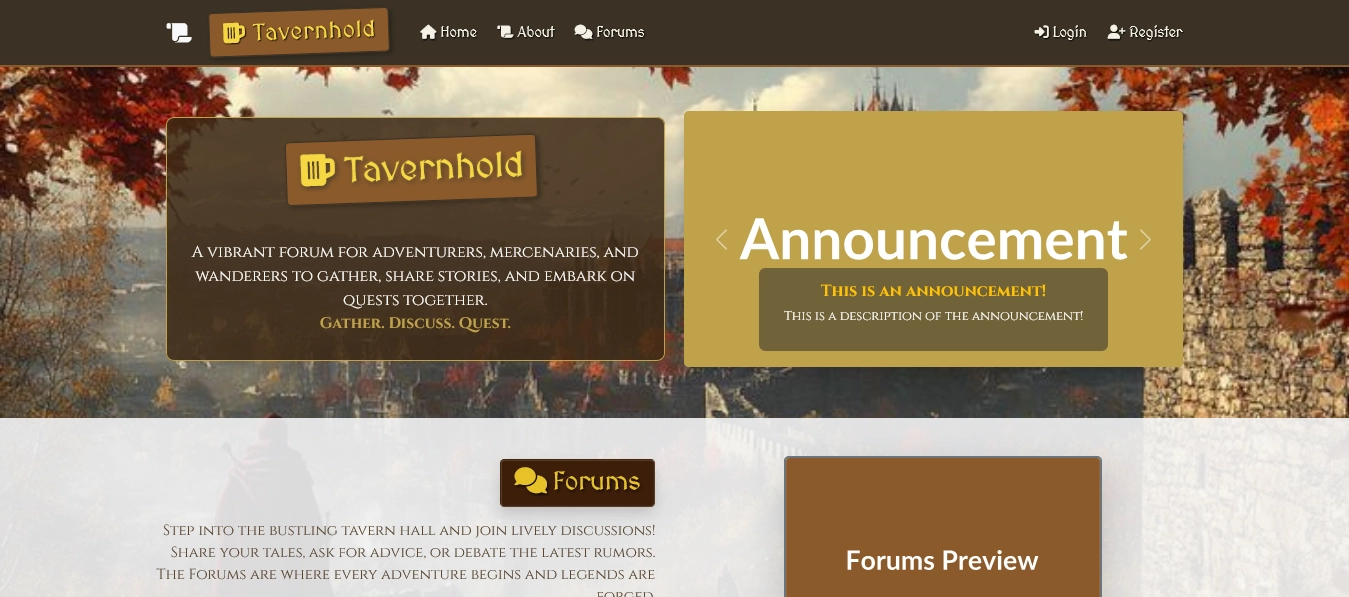 Tavernhold
Home
About
Forums
Login
Register
Tavernhold
A vibrant forum for adventurers, mercenaries, and
wanderers to gather, share stories, and embark on
quests together.
Gather. Discuss. Quest.
Announcement
This is an announcement!
This is a description of the announcement!
Forums
Step into the bustling tavern hall and join lively discussions!
Share your tales, ask for advice, or debate the latest rumors.
The Forums are where every adventure begins and legends are
forged.
Forums Preview